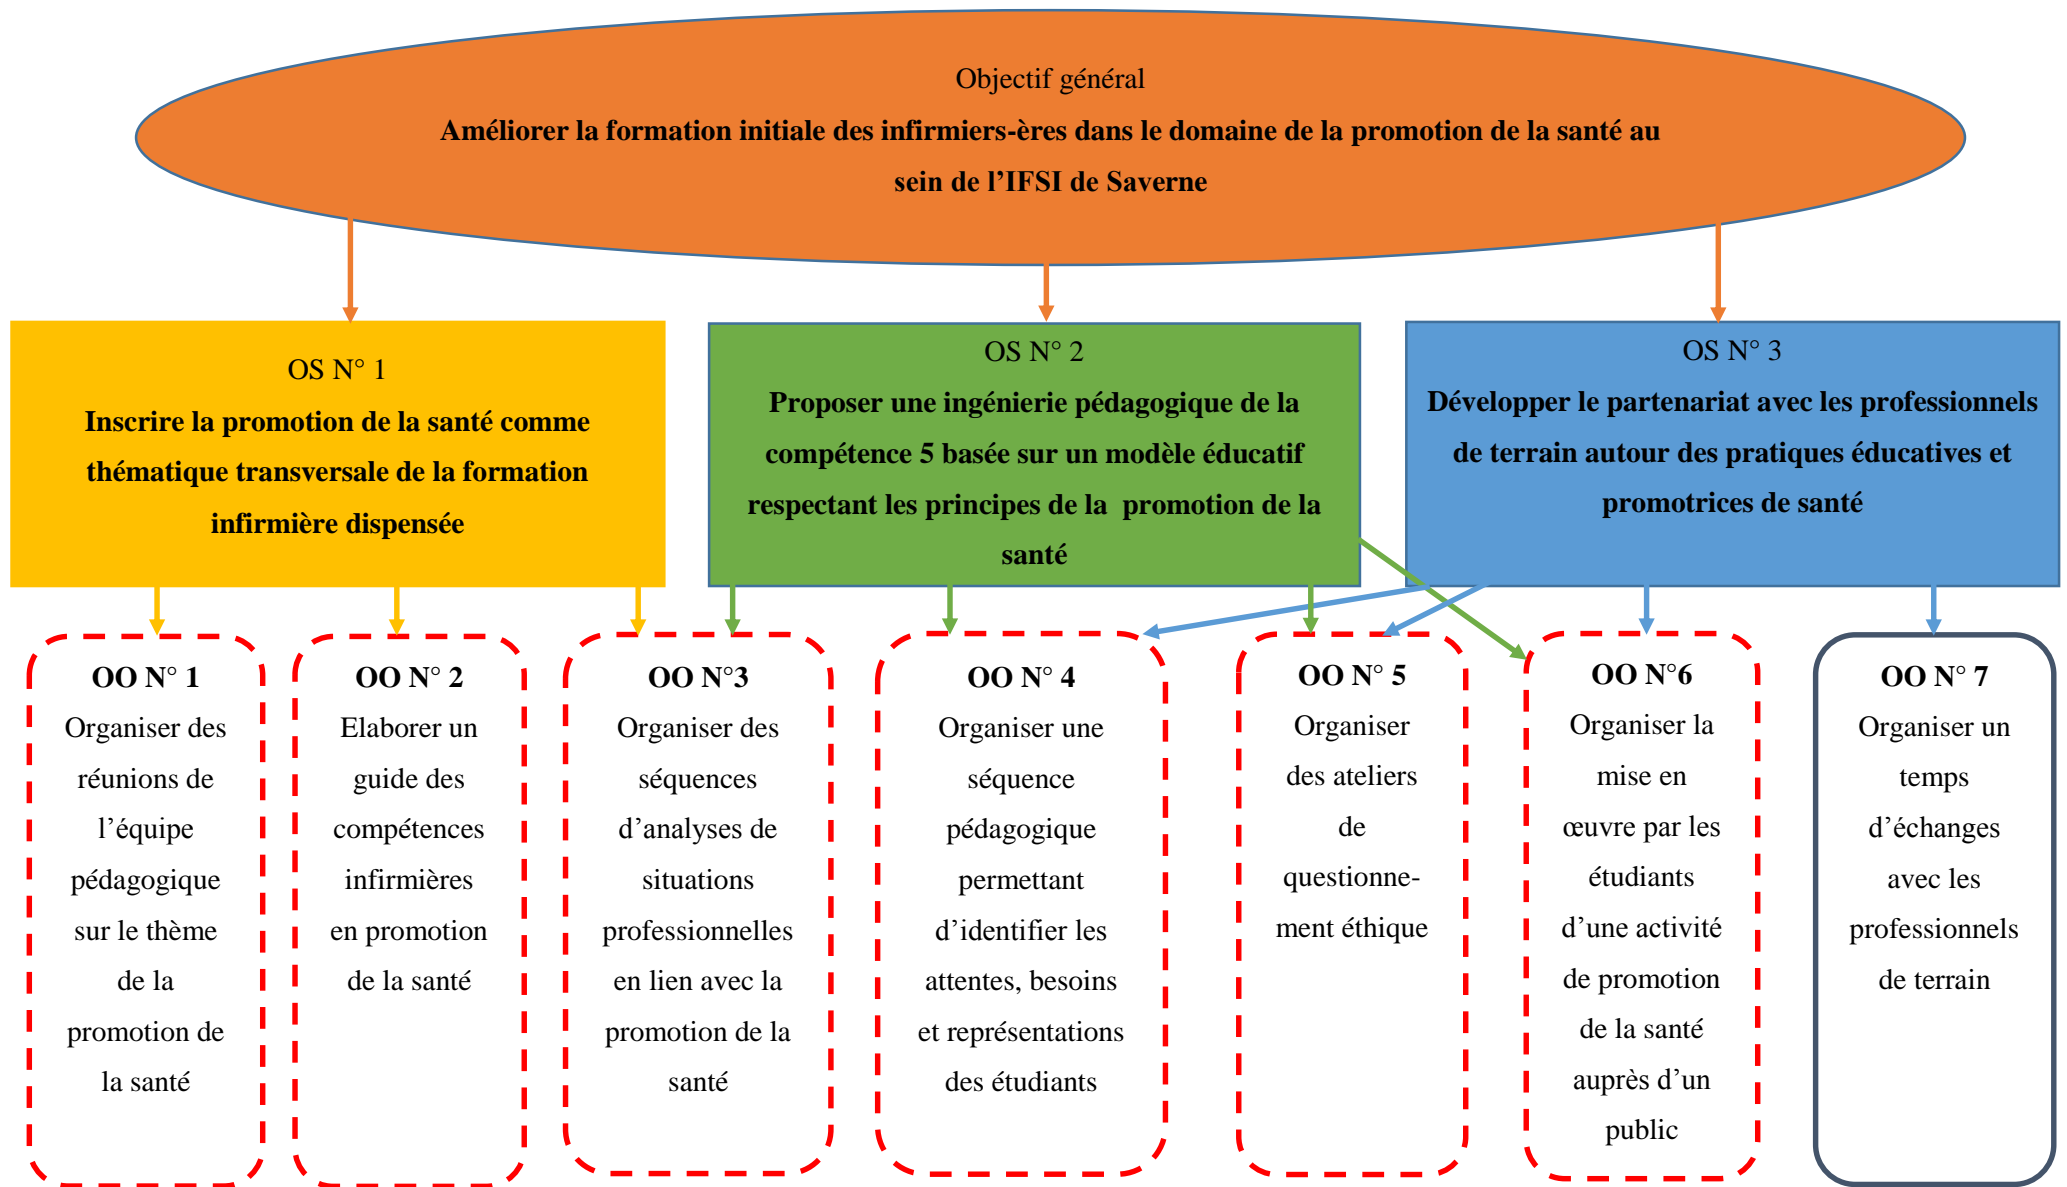 Objectif général
Améliorer la formation initiale des infirmiers-ères dans le domaine de la promotion de la santé au
sein de l’IFSI de Saverne
OS N° 1
Inscrire la promotion de la santé comme
thématique transversale de la formation
infirmière dispensée
OS N° 2
Proposer une ingénierie pédagogique de la
compétence 5 basée sur un modèle éducatif
respectant les principes de la promotion de la
santé
OS N° 3
Développer le partenariat avec les professionnels
de terrain autour des pratiques éducatives et
promotrices de santé
OO N° 1
Organiser des
réunions de
l’équipe
pédagogique
sur le thème
de la
promotion de
la santé
OO N° 2
Elaborer un
guide des
compétences
infirmières
en promotion
de la santé
OO N°3
Organiser des
séquences
d’analyses de
situations
professionnelles
en lien avec la
promotion de la
santé
OO N° 4
Organiser une
séquence
pédagogique
permettant
d’identifier les
attentes, besoins
et représentations
des étudiants
OO N° 5
Organiser
des ateliers
de
questionne-
ment éthique
OO N°6
Organiser la
mise en
œuvre par les
étudiants
d’une activité
de promotion
de la santé
auprès d’un
public
OO N° 7
Organiser un
temps
d’échanges
avec les
professionnels
de terrain